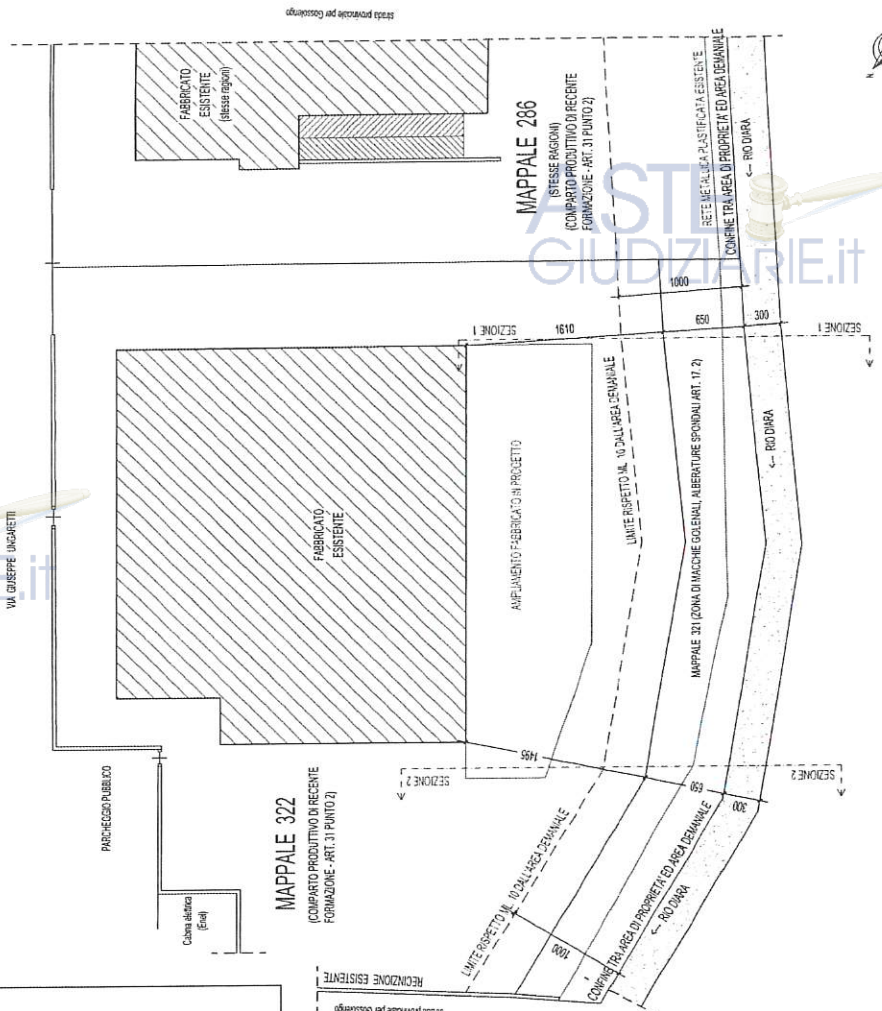 strada provinciale per Gossolengo
FABBRICATO
ESISTENTE
(stesse ragioni)
MAPPALE 286
(STESSE RAGIONI)
(COMPARTO PRODUTTIVO DI RECENTE
FORMAZIONE - ART. 31 PUNTO 2)
RETE METALLICA PLASTIFICATA ESISTENTE
CONFINE TRA AREA DI PROPRIETA' ED AREA DEMANIALE
← RIO DIARA
N
ASTE
GIUDIZIARIE.it
1000
SEZIONE 1
1610
650
300
SEZIONE 1
VIA GIUSEPPE UNGARETTI
E.it
FABBRICATO
ESISTENTE
AMPLIAMENTO FABBRICATO IN PROGETTO
LIMITE RISPETTO ML. 10 DALL'AREA DEMANIALE
MAPPALE 321 (ZONA DI MACCHIE GOLENALI, ALBERATURE SPONDALI ART. 17. 2)
← RIO DIARA
PARCHEGGIO PUBBLICO
1495
SEZIONE 2
650
300
SEZIONE 2
MAPPALE 322
(COMPARTO PRODUTTIVO DI RECENTE
FORMAZIONE - ART. 31 PUNTO 2)
Cabina elettrica
(Enel)
LIMITE RISPETTO ML. 10 DALL'AREA DEMANIALE
1000
CONFINE TRA AREA DI PROPRIETA' ED AREA DEMANIALE
← RIO DIARA
RECINZIONE ESISTENTE
strada provinciale per Gossolengo